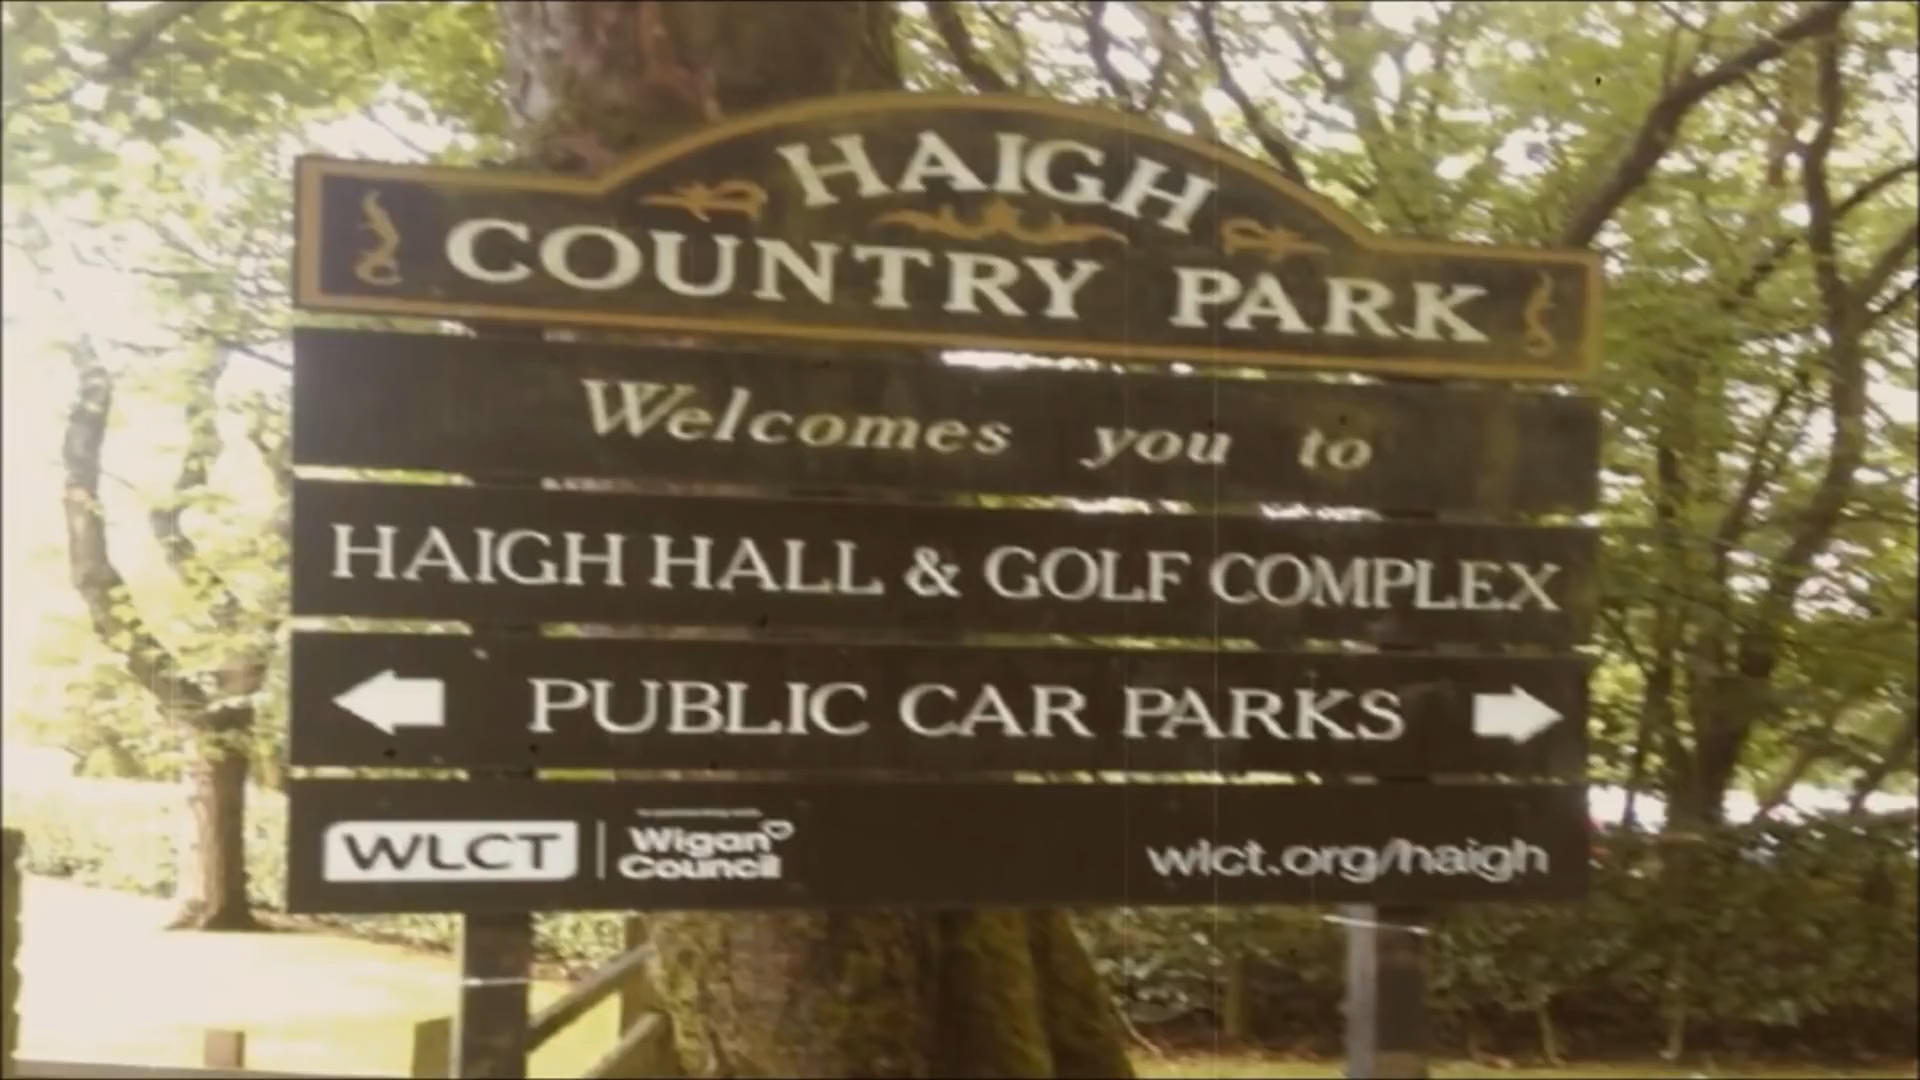 HAIGH
COUNTRY PARK
Welcomes you to
HAIGH HALL & GOLF COMPLEX
PUBLIC CAR PARKS
WLCT
Wigan
Council
wlct.org/haigh